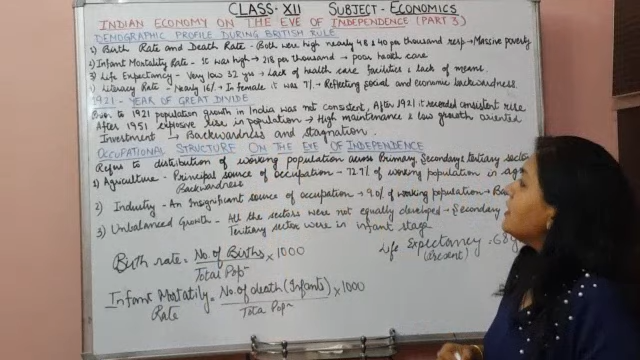 CLASS-XII SUBJECT- ECONOMICS
INDIAN ECONOMY ON THE EVE OF INDEPENDENCE (PART 3)
DEMOGRAPHIC PROFILE DURING BRITISH RULE
1) Birth Rate and Death Rate - Both were high nearly 48 & 40 per thousand resp → Massive poverty
2) Infant Mortality Rate - It was high → 218 per thousand → poor health care
3) Life Expectancy - Very low 32 yrs → Lack of health care facilities & lack of means
4) Literacy Rate - Nearly 16% → In female it was 7% → Reflecting social and economic backwardness.
1921 - YEAR OF GREAT DIVIDE
Prior to 1921 population growth in India was not consistent, After 1921 it recorded consistent rise
After 1951 explosive rise in population → High maintenance & low growth oriented
Investment → Backwardness and stagnation.
OCCUPATIONAL STRUCTURE ON THE EVE OF INDEPENDENCE
Refers to distribution of working population across Primary, Secondary & tertiary sector
1) Agriculture - Principal source of occupation - 72.7% of working population in agri
Backwardness
2) Industry - An Insignificant source of occupation → 9.0% of working population →
3) Unbalanced Growth - All the sectors were not equally developed → Secondary
Tertiary sector were in infant stage
Birth rate = No. of Births × 1000
Total Popⁿ
Life Expectancy = 68 y
(Present)
Infant Mortatily = No. of death (Infants) × 1000
Rate Tota Popⁿ